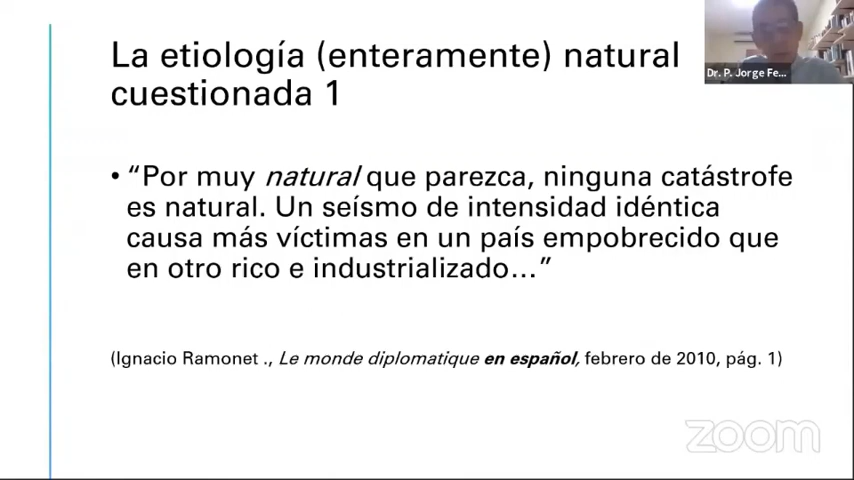 La etiología (enteramente) natural
cuestionada 1
Dr. P. Jorge Fe...
• “Por muy natural que parezca, ninguna catástrofe
es natural. Un seísmo de intensidad idéntica
causa más víctimas en un país empobrecido que
en otro rico e industrializado…”
(Ignacio Ramonet ., Le monde diplomatique en español, febrero de 2010, pág. 1)
zoom